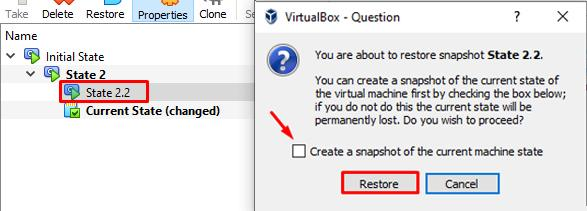 Take Delete Restore Properties Clone
Name
Initial State
State 2
State 2.2
Current State (changed)
VirtualBox - Question
You are about to restore snapshot State 2.2.
You can create a snapshot of the current state of
the virtual machine first by checking the box below;
if you do not do this the current state will be
permanently lost. Do you wish to proceed?
Create a snapshot of the current machine state
Restore Cancel